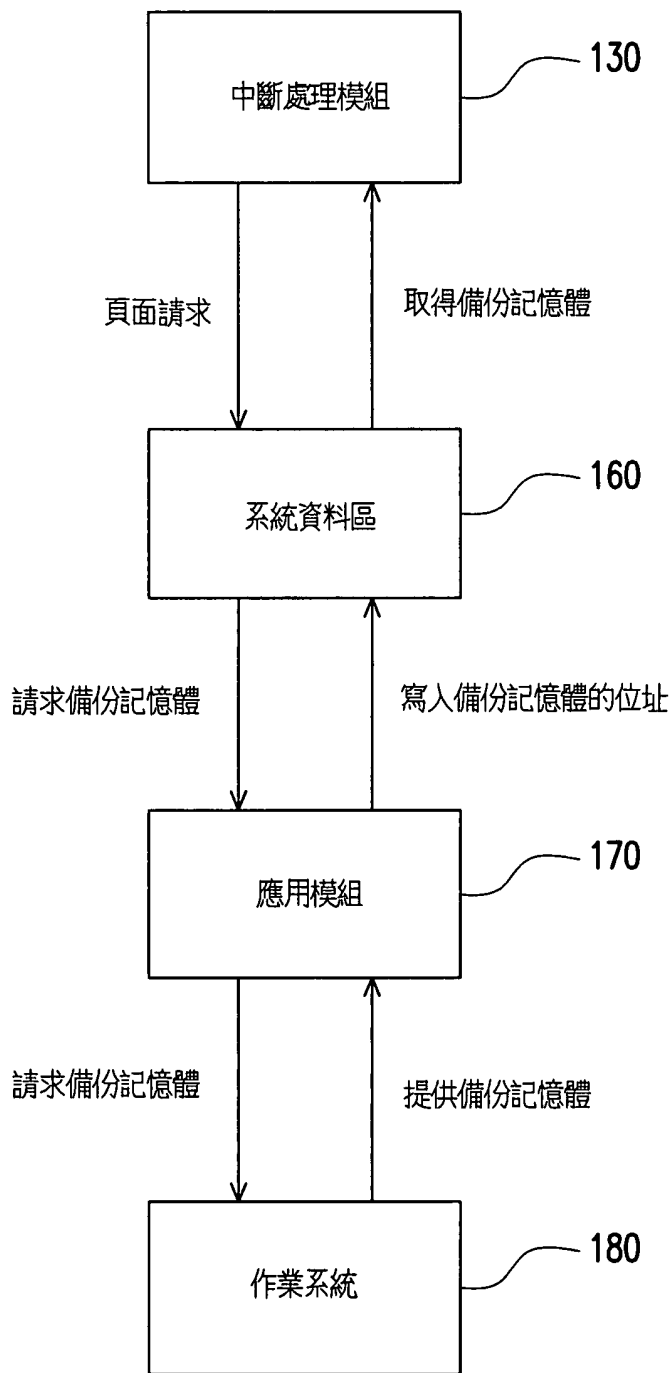 中斷處理模組
130
頁面請求
取得備份記憶體
系統資料區
160
請求備份記憶體
寫入備份記憶體的位址
應用模組
170
請求備份記憶體
提供備份記憶體
作業系統
180